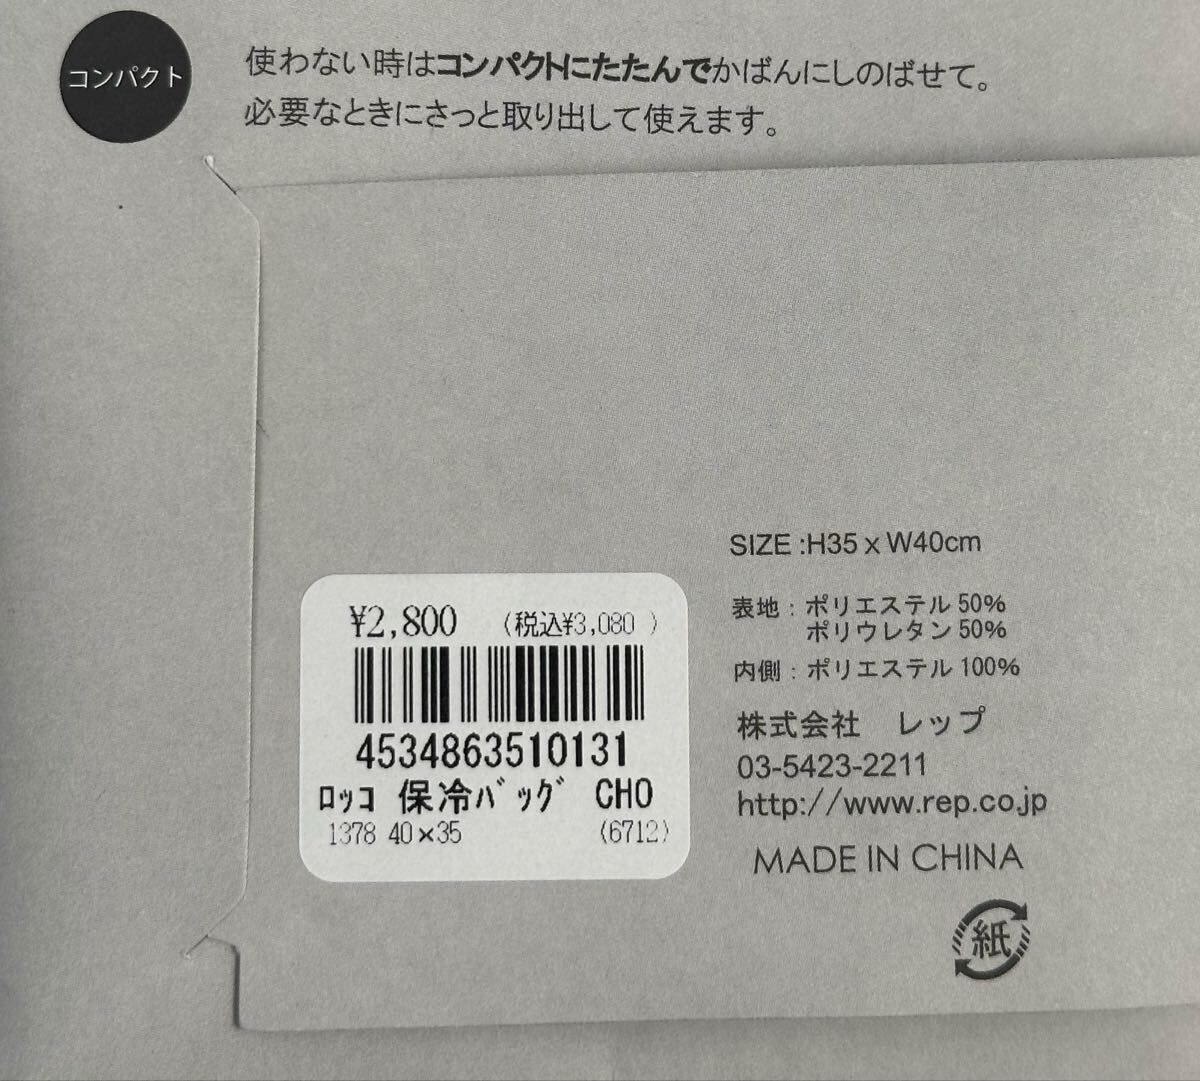 コンパクト
使わない時はコンパクトにたたんでかばんにしのばせて。
必要なときにさっと取り出して使えます。
SIZE :H35 x W40cm
表地：ポリエステル 50%
ポリウレタン 50%
内側：ポリエステル 100%
株式会社　レップ
03-5423-2211
http://www.rep.co.jp
MADE IN CHINA
紙
¥2,800 (税込¥3,080 )
4534863510131
ﾛｯｺ 保冷ﾊﾞｯｸﾞ CHO
1378 40×35 (6712)